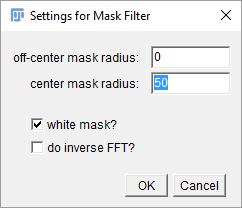 Settings for Mask Filter
off-center mask radius: 0
center mask radius: 50
white mask?
do inverse FFT?
OK Cancel